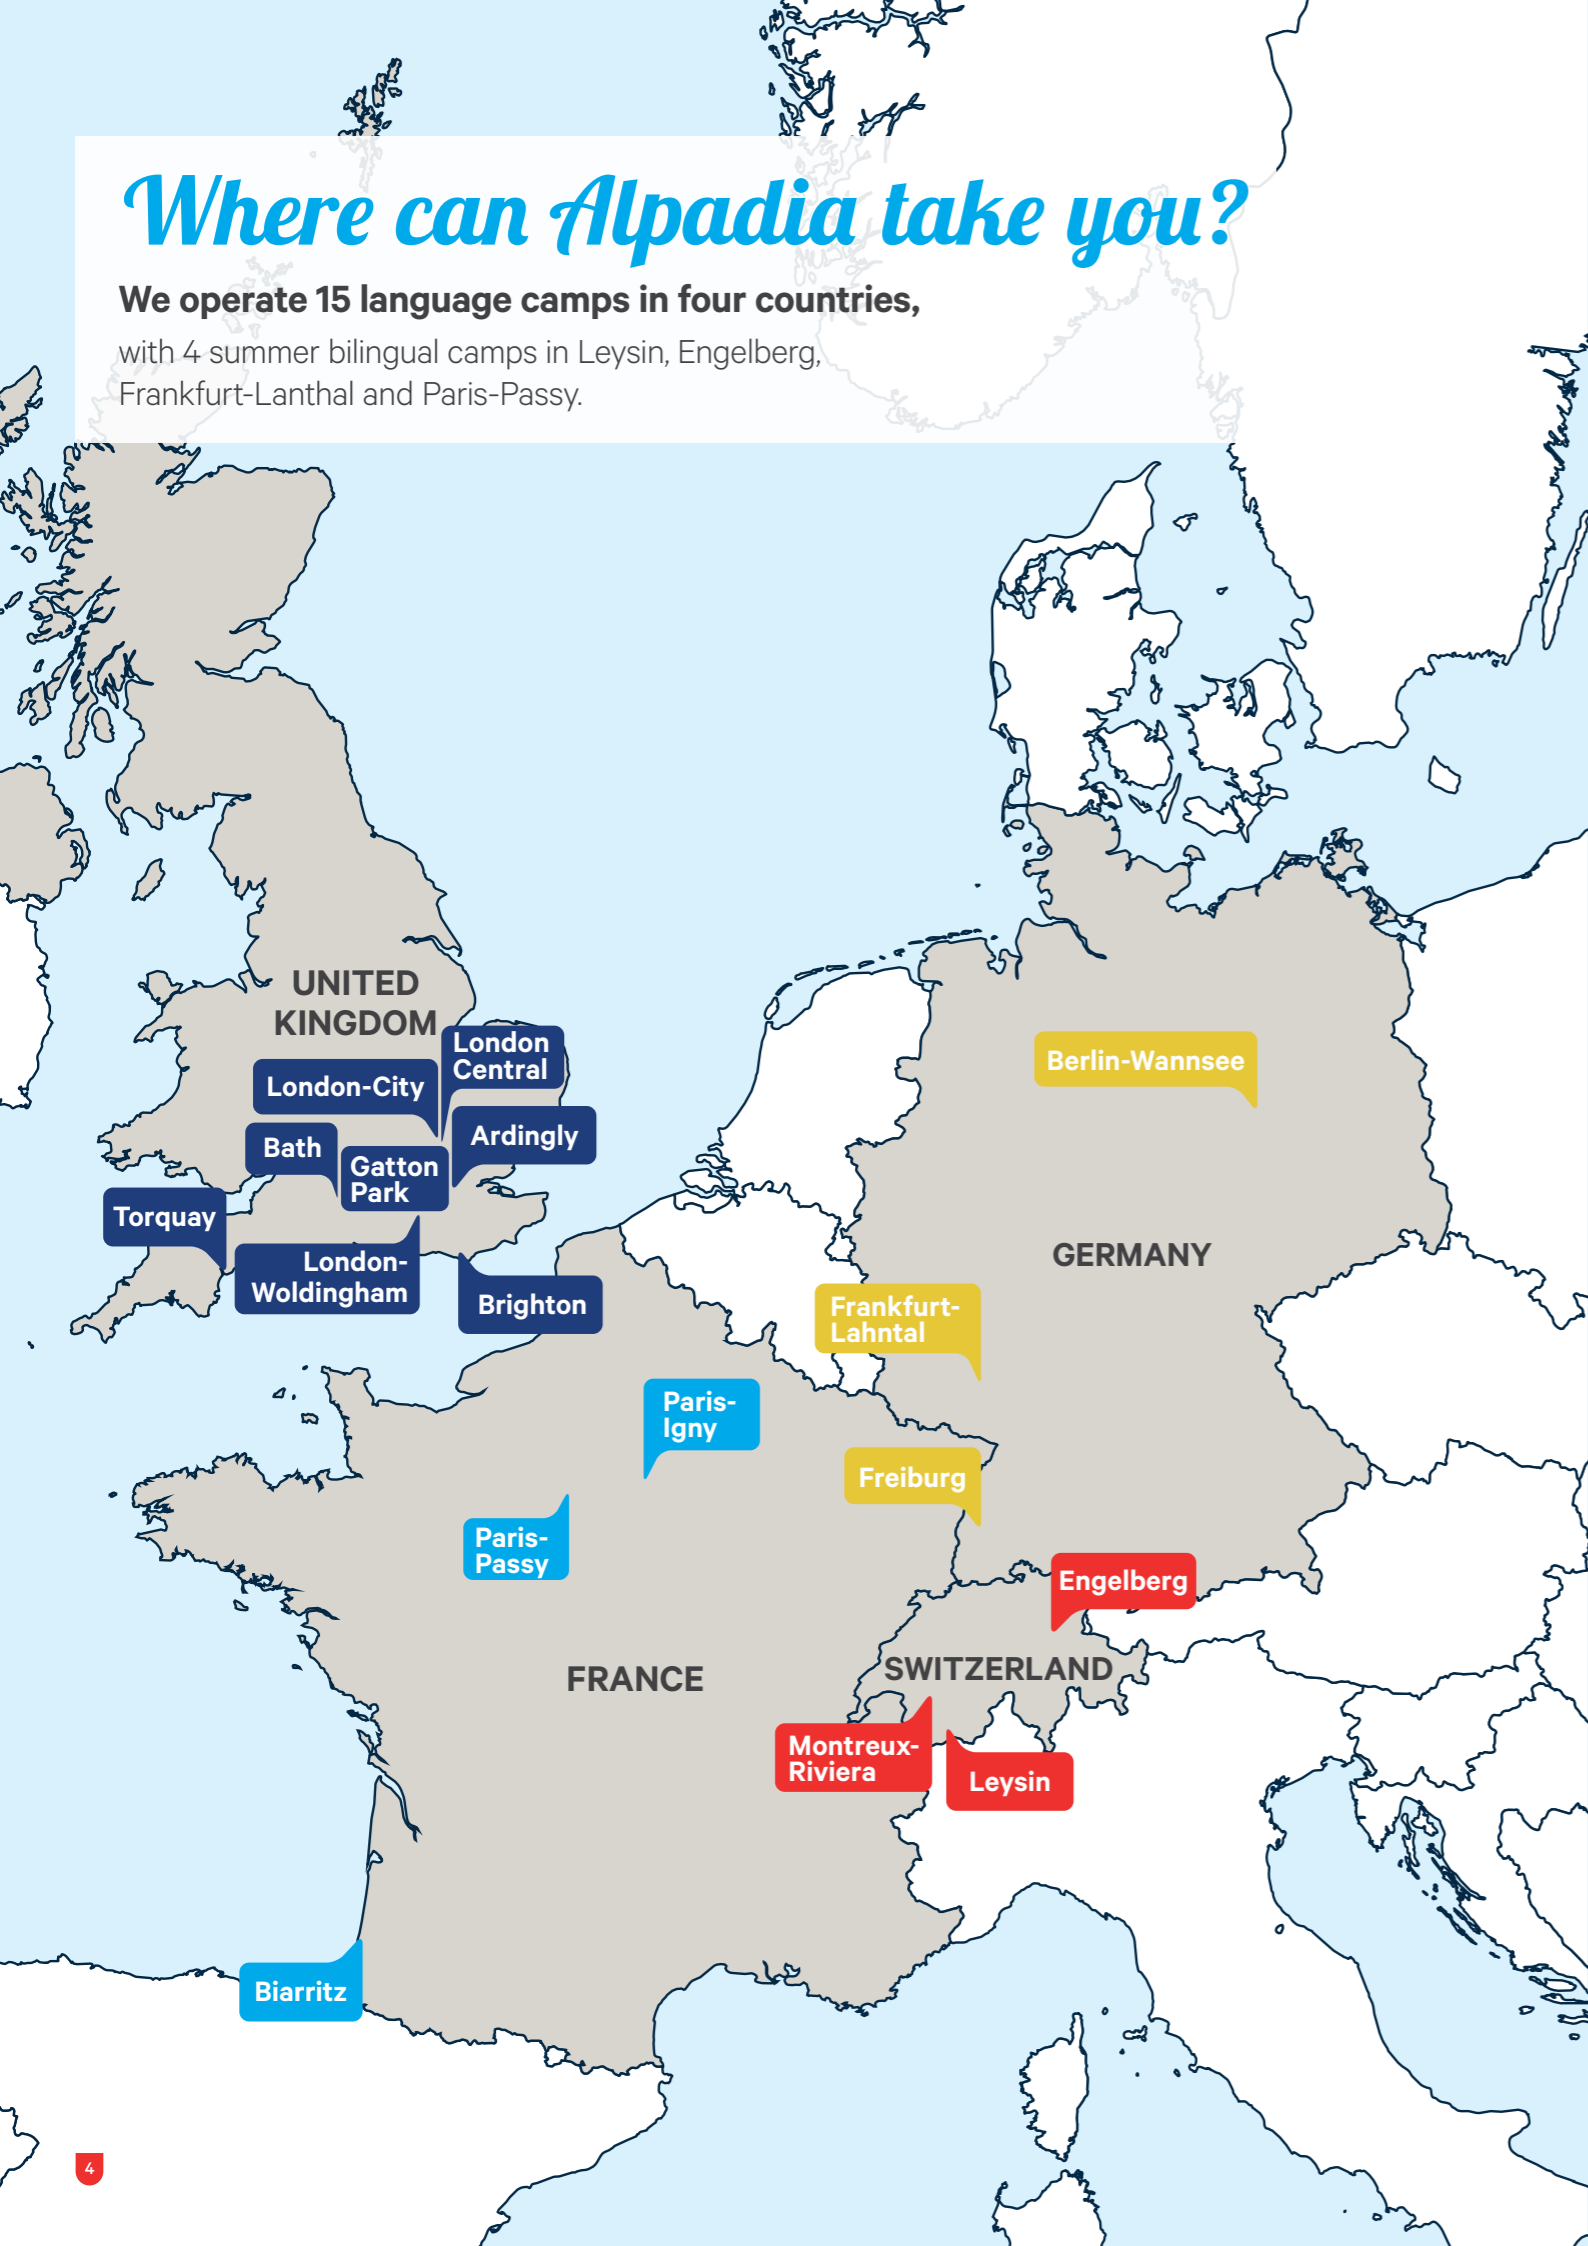 Where can Alpadia take you?
We operate 15 language camps in four countries,
with 4 summer bilingual camps in Leysin, Engelberg,
Frankfurt-Lanthal and Paris-Passy.
UNITED
KINGDOM
London
Central
London-City
Ardingly
Bath
Gatton
Park
Torquay
London-
Woldingham
Brighton
Berlin-Wannsee
GERMANY
Frankfurt-
Lahntal
Paris-
Igny
Freiburg
Paris-
Passy
Engelberg
FRANCE
SWITZERLAND
Montreux-
Riviera
Leysin
Biarritz
4